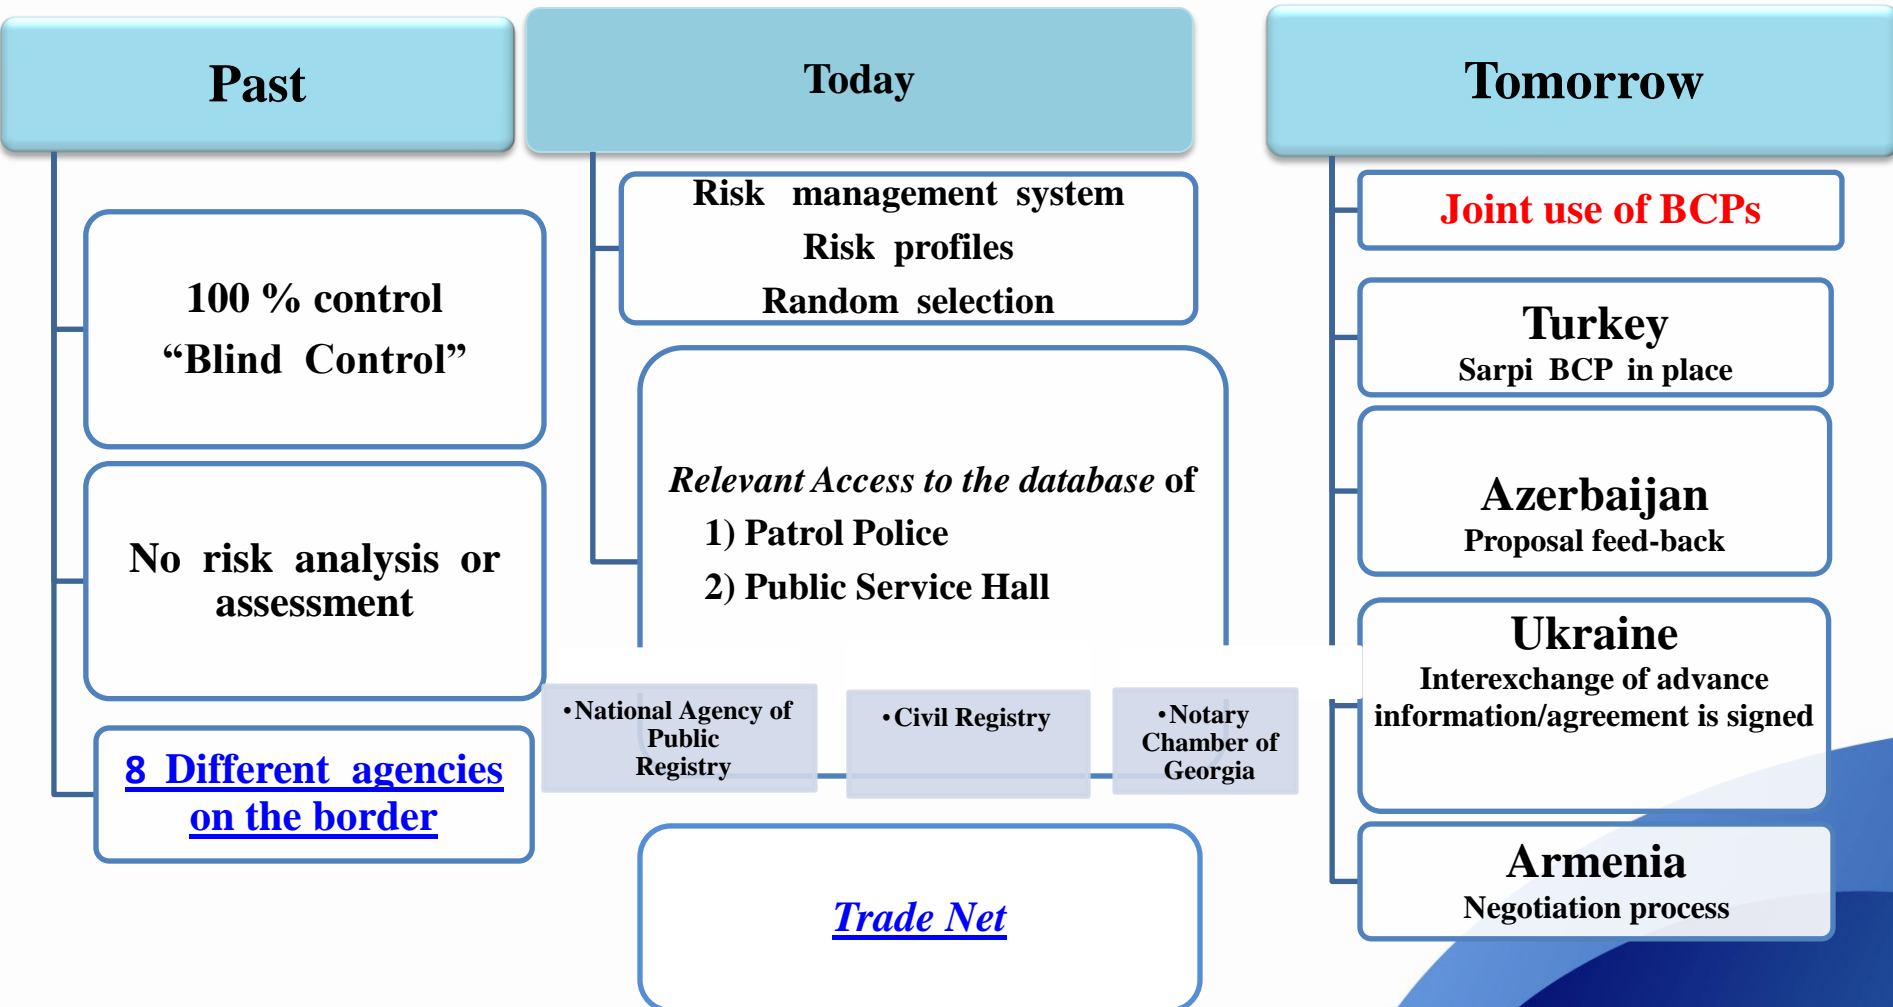 Past
100 % control
“Blind Control”
No risk analysis or
assessment
8 Different agencies
on the border
Today
Risk management system
Risk profiles
Random selection
Relevant Access to the database of
1) Patrol Police
2) Public Service Hall
•National Agency of
Public
Registry
•Civil Registry
•Notary
Chamber of
Georgia
Trade Net
Tomorrow
Joint use of BCPs
Turkey
Sarpi BCP in place
Azerbaijan
Proposal feed-back
Ukraine
Interexchange of advance
information/agreement is signed
Armenia
Negotiation process